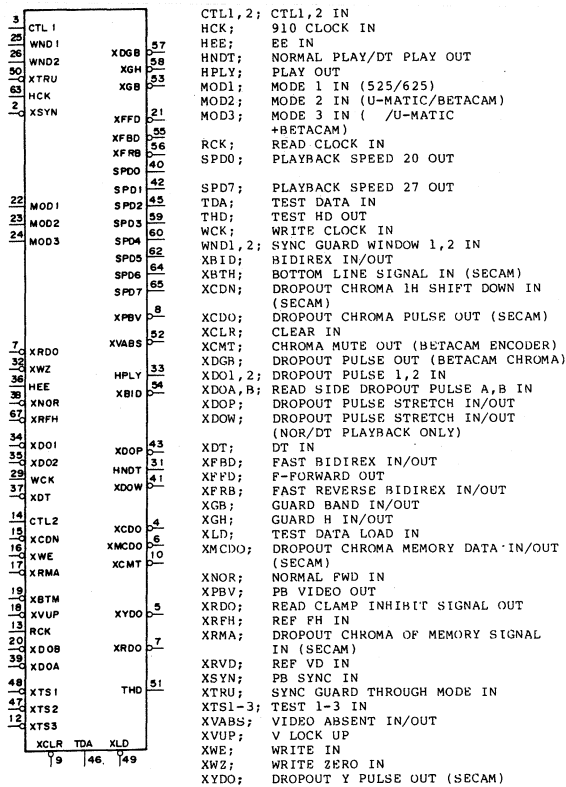 3 CTL 1
25 WND 1
26 WND2
50 XTRU
63 HCK
2 XSYN
22 MOD1
23 MOD2
24 MOD3
7 XRDO
32 XWZ
36 HEE
38 XNOR
67 XRFH
34 XDO1
35 XDO2
29 WCK
37 XDT
14 CTL2
15 XCDN
16 XWE
17 XRMA
19 XBTM
18 XVUP
13 RCK
20 XDOB
39 XDOA
48 XTS1
47 XTS2
12 XTS3
XDGB 57
XGH 58
XGB 53
XFFD 21
XFBD 55
XFRB 56
SPD0 40
SPD1 42
SPD2 45
SPD3 59
SPD4 60
SPD5 62
SPD6 64
SPD7 65
XPBV 8
XVABS 52
HPLY 33
XBID 54
XDOP 43
HNDT 31
XDOW 41
XCDO 4
XMCDO 6
XCMT 10
XYDO 5
XRDO 7
THD 51
XCLR TDA XLD
9 46 49
CTL1,2; CTL1,2 IN
HCK; 910 CLOCK IN
HEE; EE IN
HNDT; NORMAL PLAY/DT PLAY OUT
HPLY; PLAY OUT
MOD1; MODE 1 IN (525/625)
MOD2; MODE 2 IN (U-MATIC/BETACAM)
MOD3; MODE 3 IN ( /U-MATIC
+BETACAM)
RCK; READ CLOCK IN
SPD0; PLAYBACK SPEED 20 OUT
SPD7; PLAYBACK SPEED 27 OUT
TDA; TEST DATA IN
THD; TEST HD OUT
WCK; WRITE CLOCK IN
WND1,2; SYNC GUARD WINDOW 1,2 IN
XBID; BIDIREX IN/OUT
XBTH; BOTTOM LINE SIGNAL IN (SECAM)
XCDN; DROPOUT CHROMA 1H SHIFT DOWN IN
(SECAM)
XCDO; DROPOUT CHROMA PULSE OUT (SECAM)
XCLR; CLEAR IN
XCMT; CHROMA MUTE OUT (BETACAM ENCODER)
XDGB; DROPOUT PULSE OUT (BETACAM CHROMA)
XDO1,2; DROPOUT PULSE 1,2 IN
XDOA,B; READ SIDE DROPOUT PULSE A,B IN
XDOP; DROPOUT PULSE STRETCH IN/OUT
XDOW; DROPOUT PULSE STRETCH IN/OUT
(NOR/DT PLAYBACK ONLY)
XDT; DT IN
XFBD; FAST BIDIREX IN/OUT
XFFD; F-FORWARD OUT
XFRB; FAST REVERSE BIDIREX IN/OUT
XGB; GUARD BAND IN/OUT
XGH; GUARD H IN/OUT
XLD; TEST DATA LOAD IN
XMCDO; DROPOUT CHROMA MEMORY DATA IN/OUT
(SECAM)
XNOR; NORMAL FWD IN
XPBV; PB VIDEO OUT
XRDO; READ CLAMP INHIBIT SIGNAL OUT
XRFH; REF FH IN
XRMA; DROPOUT CHROMA OF MEMORY SIGNAL
IN (SECAM)
XRVD; REF VD IN
XSYN; PB SYNC IN
XTRU; SYNC GUARD THROUGH MODE IN
XTS1-3; TEST 1-3 IN
XVABS; VIDEO ABSENT IN/OUT
XVUP; V LOCK UP
XWE; WRITE IN
XWZ; WRITE ZERO IN
XYDO; DROPOUT Y PULSE OUT (SECAM)